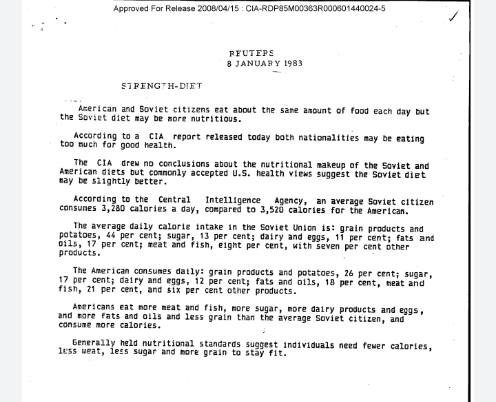 Approved For Release 2008/04/15 : CIA-RDP85M00363R000601440024-5
REUTERS
8 JANUARY 1983
STRENGTH-DIET
American and Soviet citizens eat about the same amount of food each day but
the Soviet diet may be more nutritious.
According to a CIA report released today both nationalities may be eating
too much for good health.
The CIA drew no conclusions about the nutritional makeup of the Soviet and
American diets but commonly accepted U.S. health views suggest the Soviet diet
may be slightly better.
According to the Central Intelligence Agency, an average Soviet citizen
consumes 3,280 calories a day, compared to 3,520 calories for the American.
The average daily calorie intake in the Soviet Union is: grain products and
potatoes, 44 per cent; sugar, 13 per cent; dairy and eggs, 11 per cent; fats and
oils, 17 per cent; meat and fish, eight per cent, with seven per cent other
products.
The American consumes daily: grain products and potatoes, 26 per cent; sugar,
17 per cent; dairy and eggs, 12 per cent; fats and oils, 18 per cent, meat and
fish, 21 per cent, and six per cent other products.
Americans eat more meat and fish, more sugar, more dairy products and eggs,
and more fats and oils and less grain than the average Soviet citizen, and
consume more calories.
Generally held nutritional standards suggest individuals need fewer calories,
less meat, less sugar and more grain to stay fit.